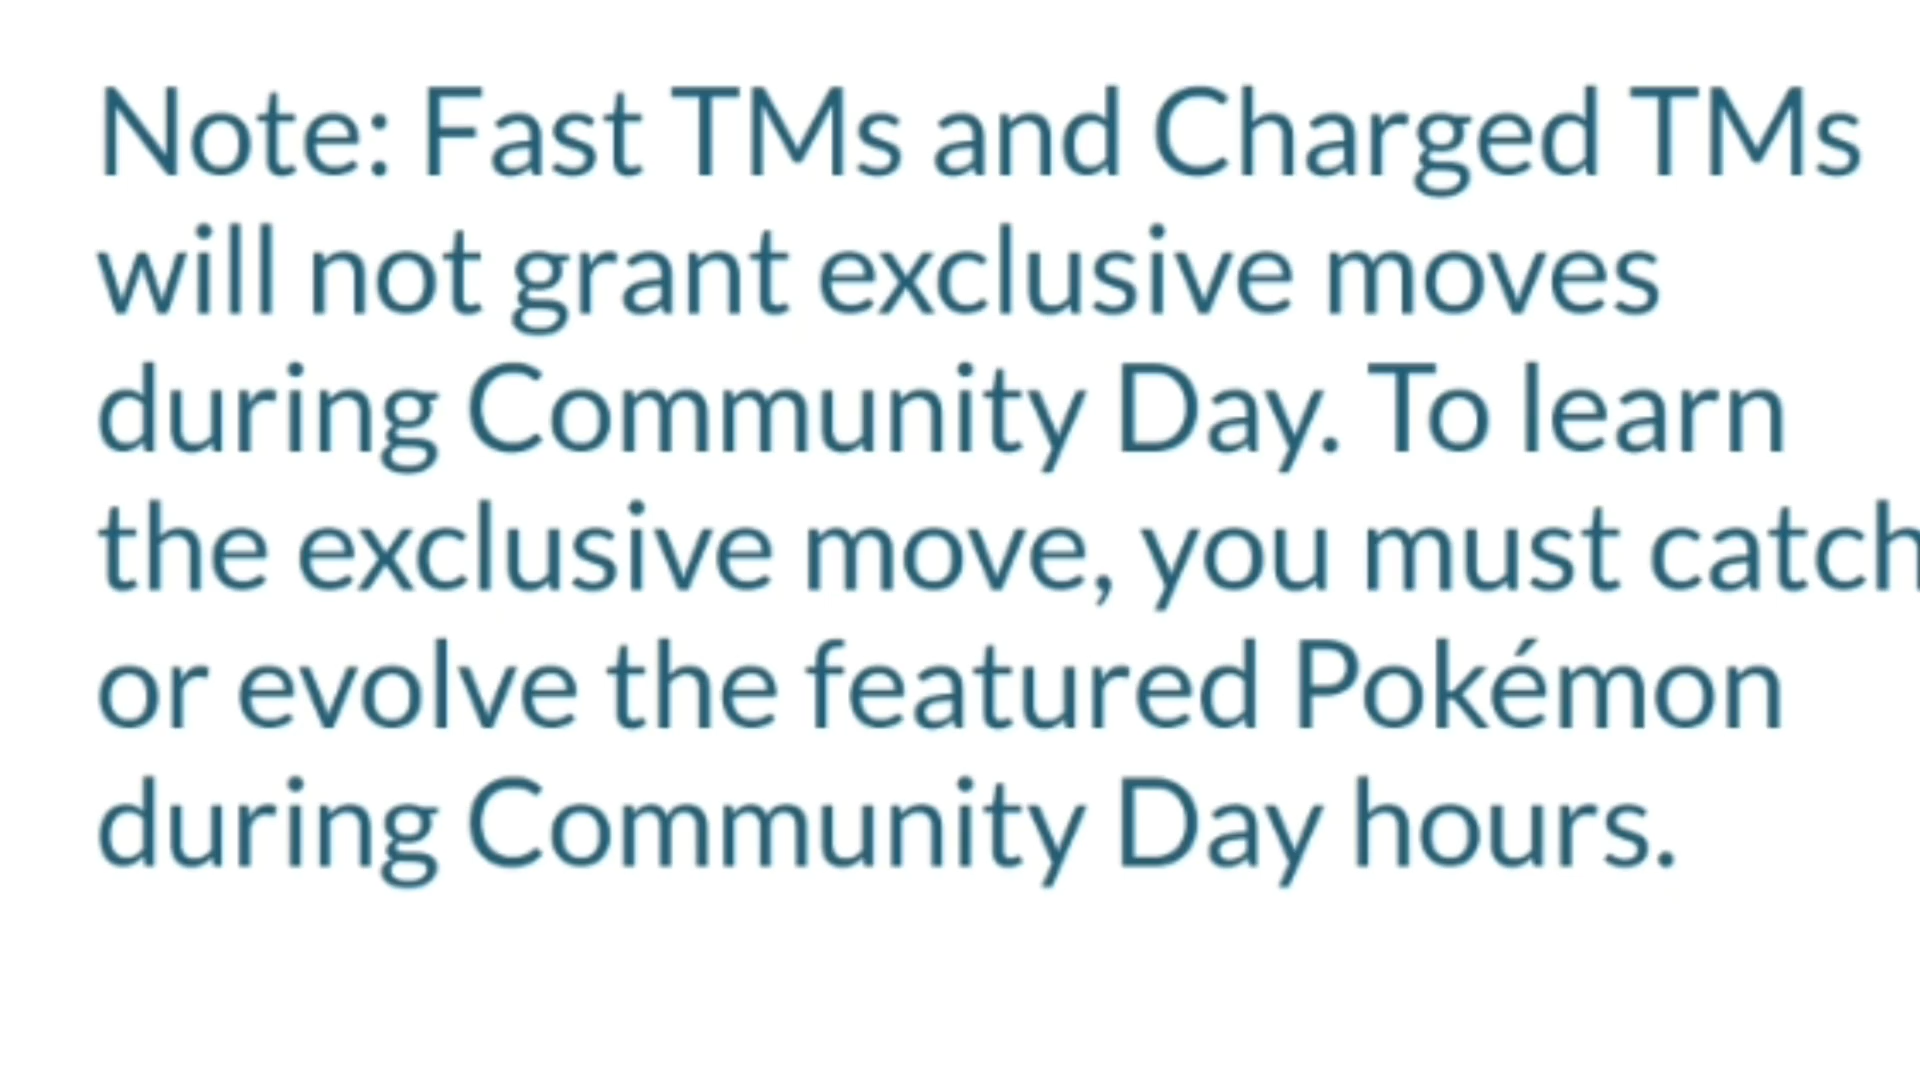 Note: Fast TMs and Charged TMs
will not grant exclusive moves
during Community Day. To learn
the exclusive move, you must catch
or evolve the featured Pokémon
during Community Day hours.